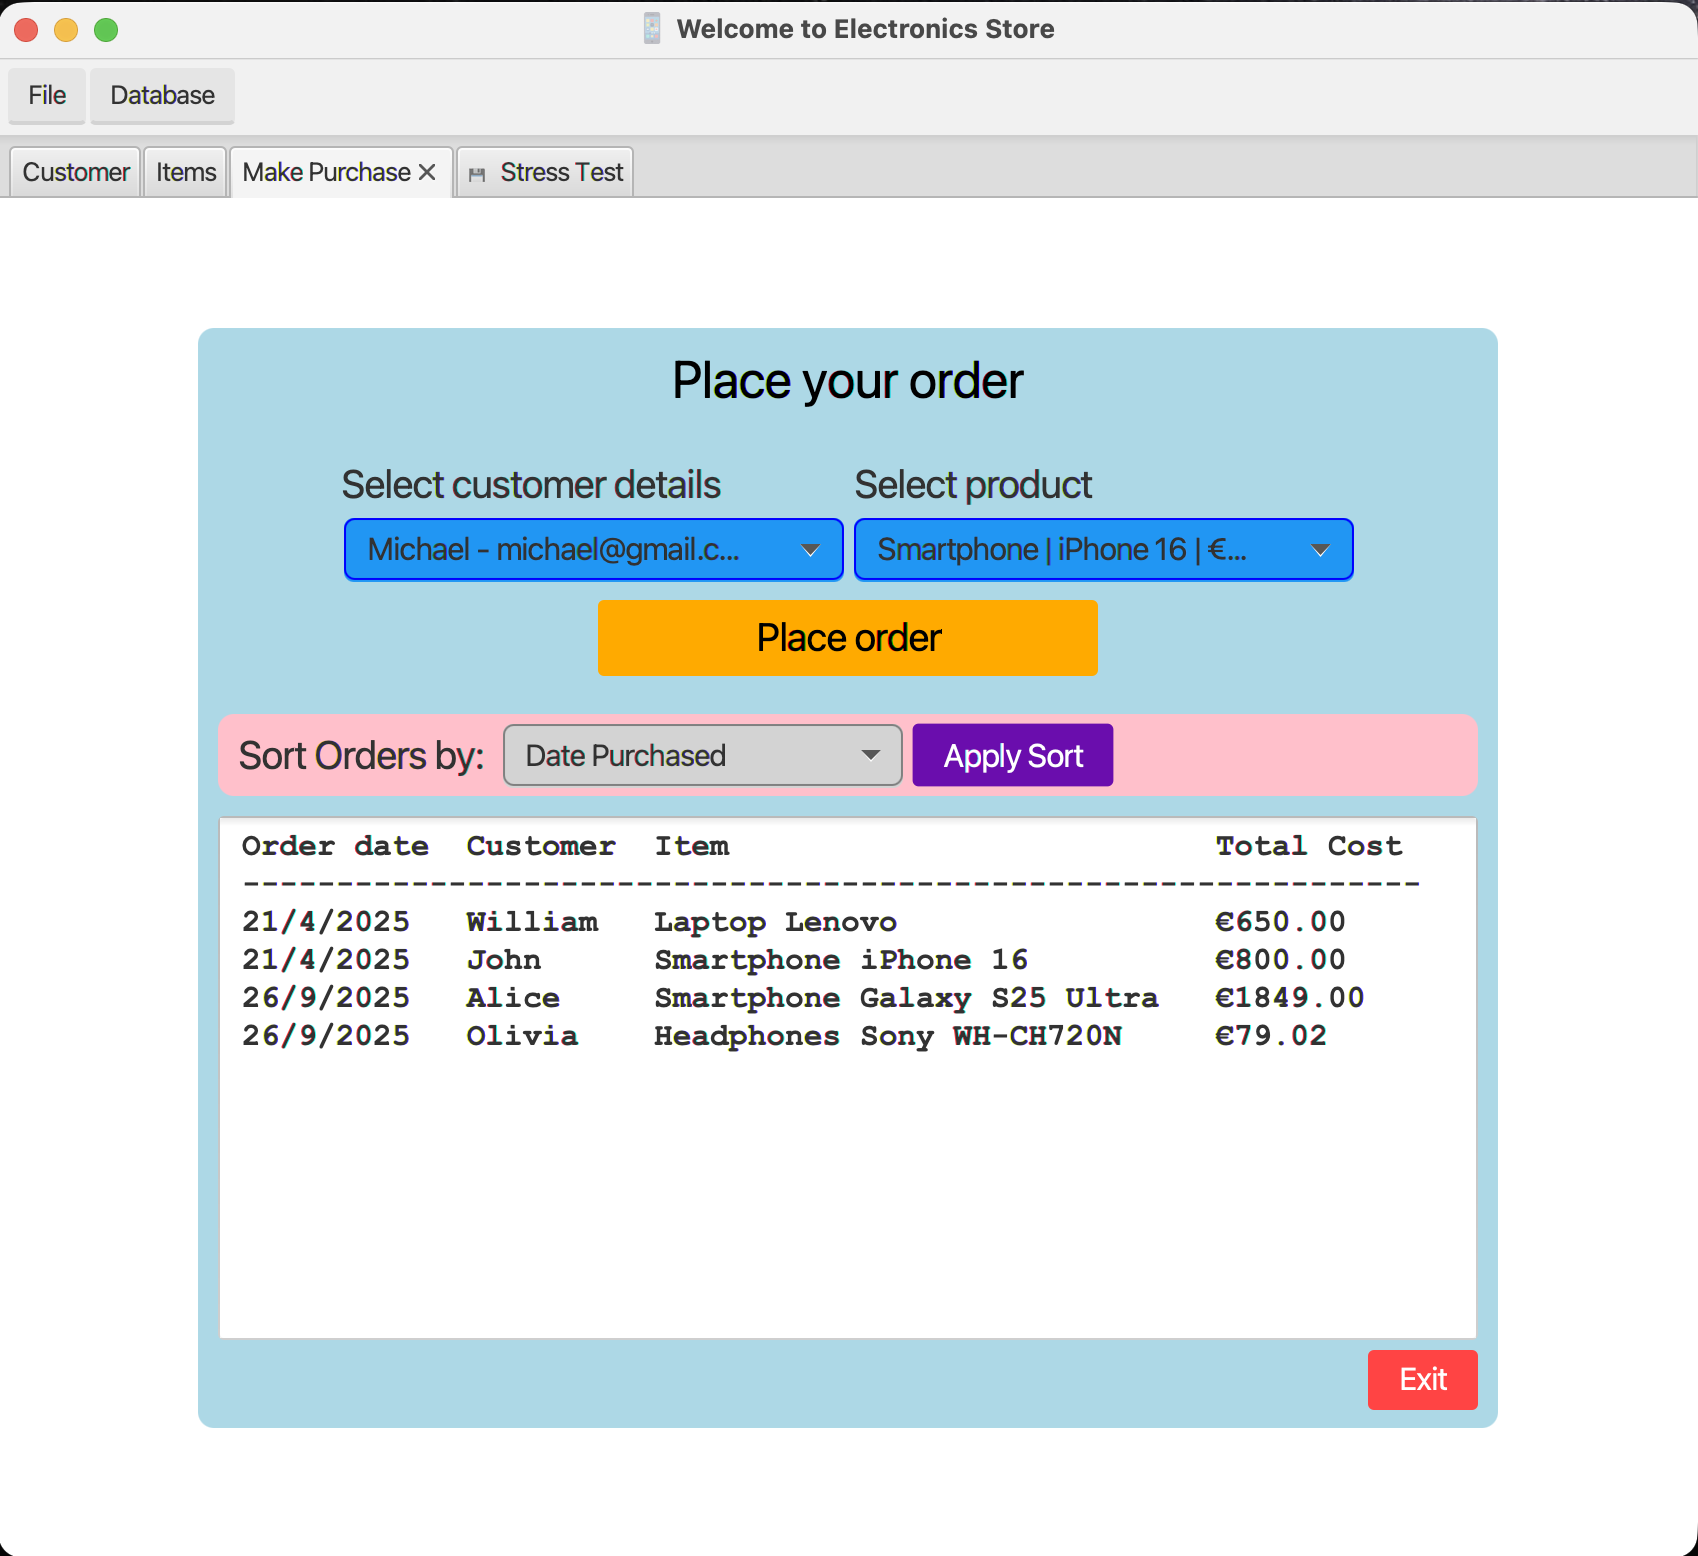 Welcome to Electronics Store
File Database
Customer Items Make Purchase Stress Test
Place your order
Select customer details Select product
Michael - michael@gmail.c... Smartphone | iPhone 16 | €...
Place order
Sort Orders by: Date Purchased Apply Sort
Order date Customer Item Total Cost
---------------------------------------------------------------
21/4/2025 William Laptop Lenovo €650.00
21/4/2025 John Smartphone iPhone 16 €800.00
26/9/2025 Alice Smartphone Galaxy S25 Ultra €1849.00
26/9/2025 Olivia Headphones Sony WH-CH720N €79.02
Exit